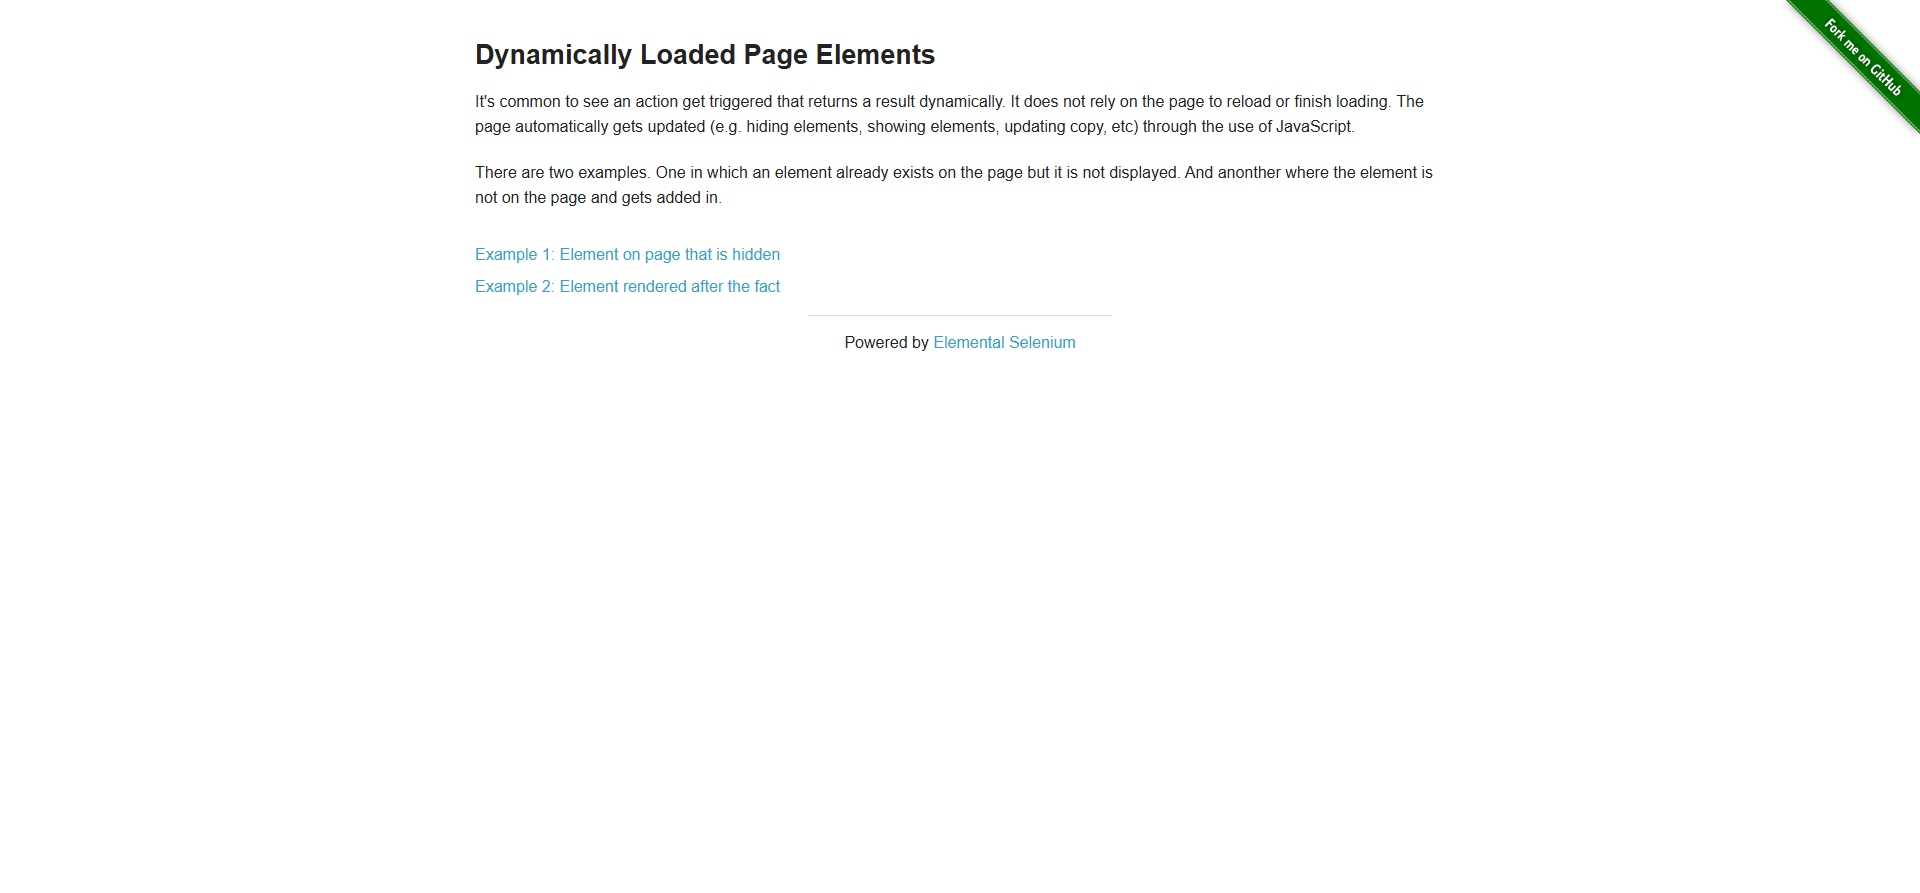 Fork me on GitHub
Dynamically Loaded Page Elements
It's common to see an action get triggered that returns a result dynamically. It does not rely on the page to reload or finish loading. The
page automatically gets updated (e.g. hiding elements, showing elements, updating copy, etc) through the use of JavaScript.
There are two examples. One in which an element already exists on the page but it is not displayed. And anonther where the element is
not on the page and gets added in.
Example 1: Element on page that is hidden
Example 2: Element rendered after the fact
Powered by Elemental Selenium